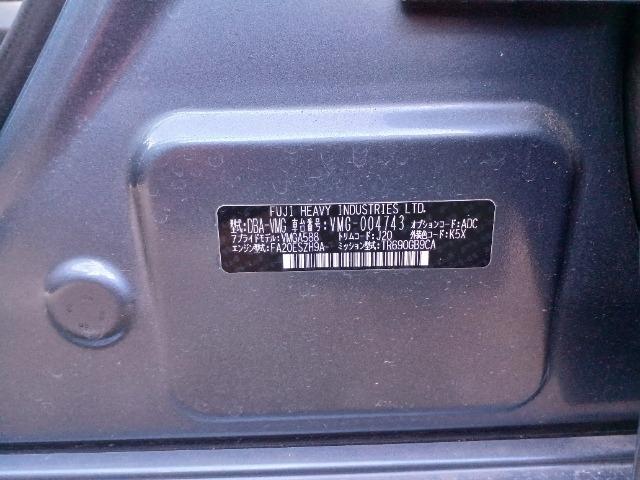 FUJI HEAVY INDUSTRIES LTD.
型式:DBA-VMG 車台番号:VMG-004743 オプションコード:ADC
アプライドモデル:VMGA588 トリムコード:J20 外装色コード:K5X
エンジン型式:FA20ESZH9A ミッション型式:TR690GB9CA